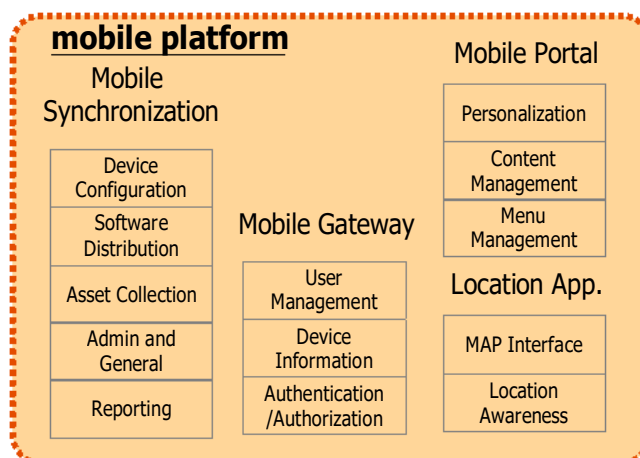 mobile platform
Mobile
Synchronization
Device
Configuration
Software
Distribution
Asset Collection
Admin and
General
Reporting
Mobile Gateway
User
Management
Device
Information
Authentication
/Authorization
Mobile Portal
Personalization
Content
Management
Menu
Management
Location App.
MAP Interface
Location
Awareness